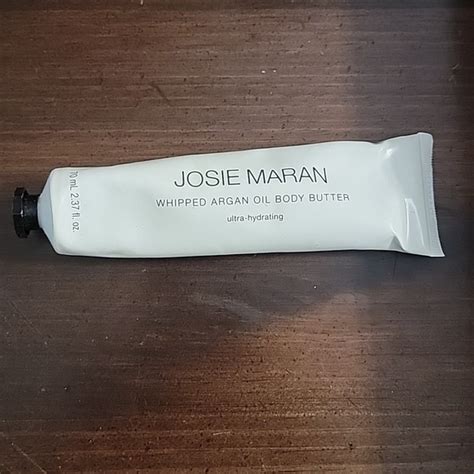 JOSIE MARAN
WHIPPED ARGAN OIL BODY BUTTER
ultra-hydrating
70 mL 2.37 fl. oz.